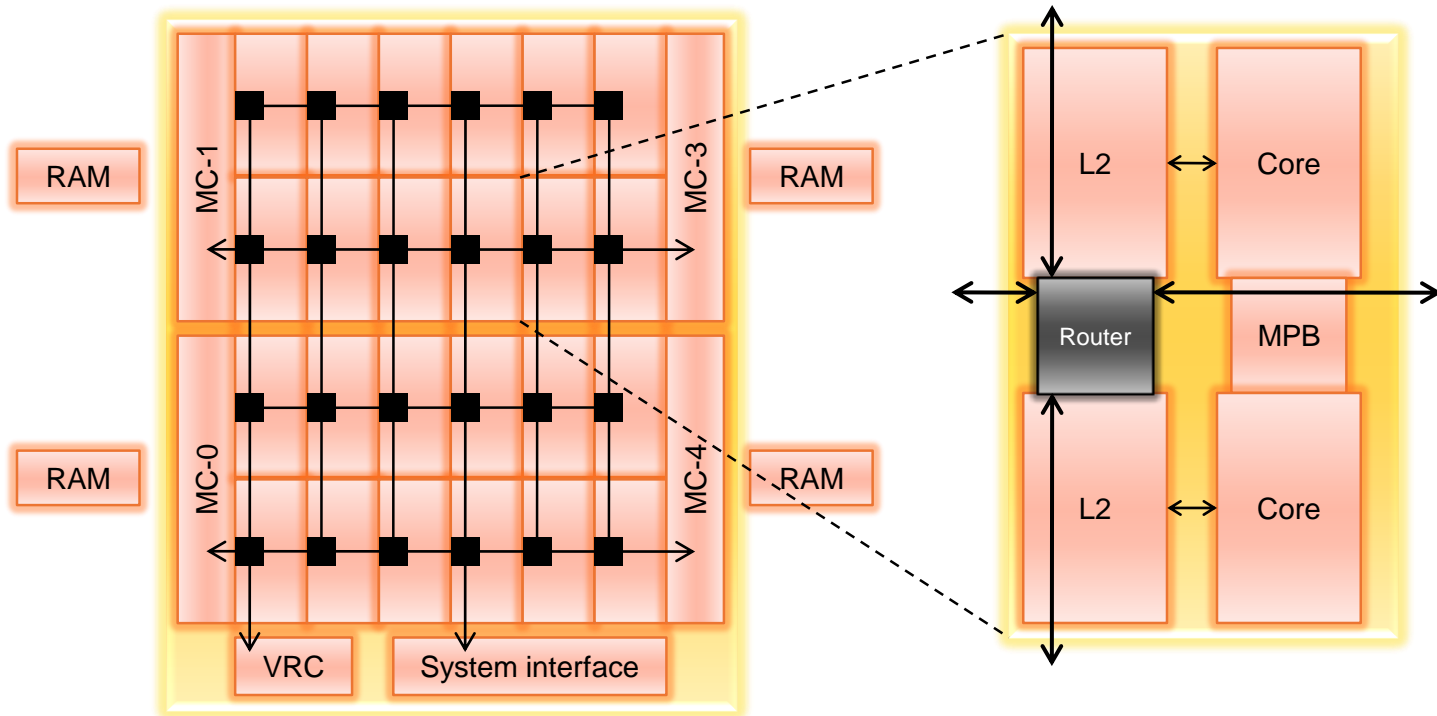 RAM
MC-1
MC-3
RAM
RAM
MC-0
MC-4
RAM
VRC
System interface
L2
Core
Router
MPB
L2
Core